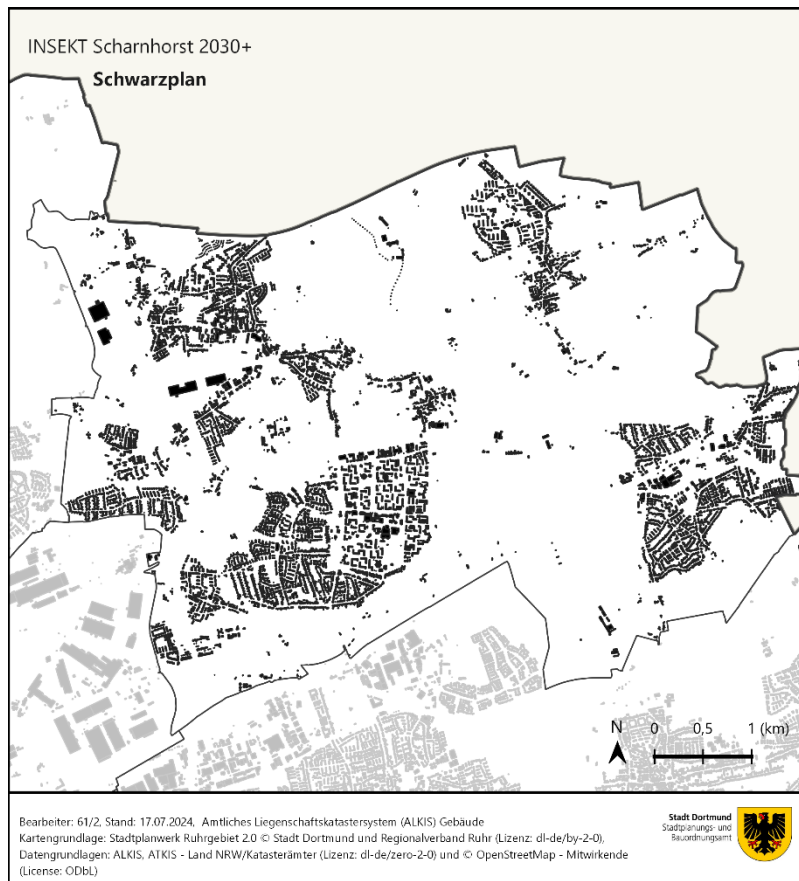 INSEKT Scharnhorst 2030+
Schwarzplan
N 0 0,5 1 (km)
Bearbeiter: 61/2, Stand: 17.07.2024, Amtliches Liegenschaftskatastersystem (ALKIS) Gebäude
Kartengrundlage: Stadtplanwerk Ruhrgebiet 2.0 © Stadt Dortmund und Regionalverband Ruhr (Lizenz: dl-de/by-2-0),
Datengrundlagen: ALKIS, ATKIS - Land NRW/Katasterämter (Lizenz: dl-de/zero-2-0) und © OpenStreetMap - Mitwirkende
(License: ODbL)
Stadt Dortmund
Stadtplanungs- und
Bauordnungsamt